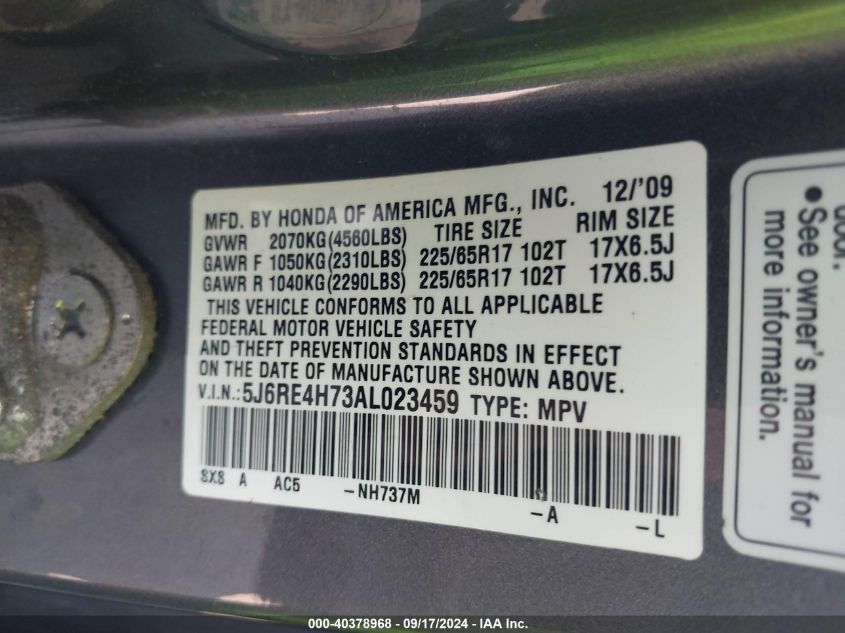 MFD. BY HONDA OF AMERICA MFG., INC. 12/'09
GVWR 2070KG(4560LBS) TIRE SIZE RIM SIZE
GAWR F 1050KG(2310LBS) 225/65R17 102T 17X6.5J
GAWR R 1040KG(2290LBS) 225/65R17 102T 17X6.5J
THIS VEHICLE CONFORMS TO ALL APPLICABLE
FEDERAL MOTOR VEHICLE SAFETY
AND THEFT PREVENTION STANDARDS IN EFFECT
ON THE DATE OF MANUFACTURE SHOWN ABOVE.
V.I.N.:5J6RE4H73AL023459 TYPE: MPV
8X8 A AC5 -NH737M -A -L
door.
● See owner's manual for
more information.
000-40378968 - 09/17/2024 - IAA Inc.